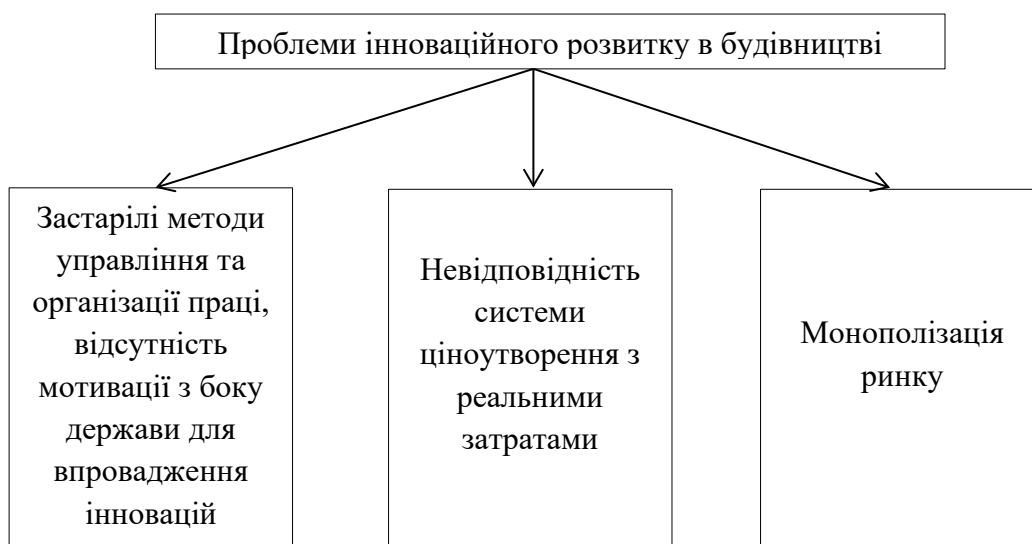 Проблеми інноваційного розвитку в будівництві
Застарілі методи
управління та
організації праці,
відсутність
мотивації з боку
держави для
впровадження
інновацій
Невідповідність
системи
ціноутворення з
реальними
затратами
Монополізація
ринку